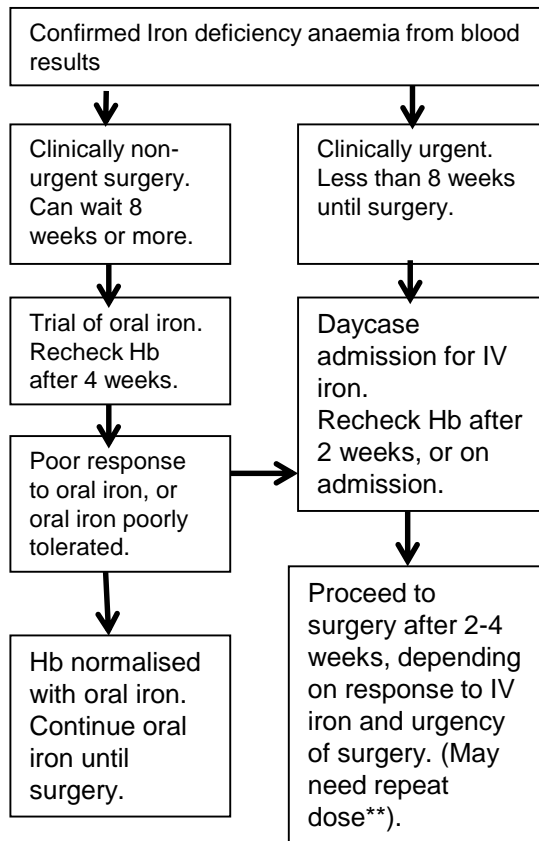 Confirmed Iron deficiency anaemia from blood
results
Clinically non-
urgent surgery.
Can wait 8
weeks or more.
Clinically urgent.
Less than 8 weeks
until surgery.
Trial of oral iron.
Recheck Hb
after 4 weeks.
Daycase
admission for IV
iron.
Recheck Hb after
2 weeks, or on
admission.
Poor response
to oral iron, or
oral iron poorly
tolerated.
Hb normalised
with oral iron.
Continue oral
iron until
surgery.
Proceed to
surgery after 2-4
weeks, depending
on response to IV
iron and urgency
of surgery. (May
need repeat
dose**).